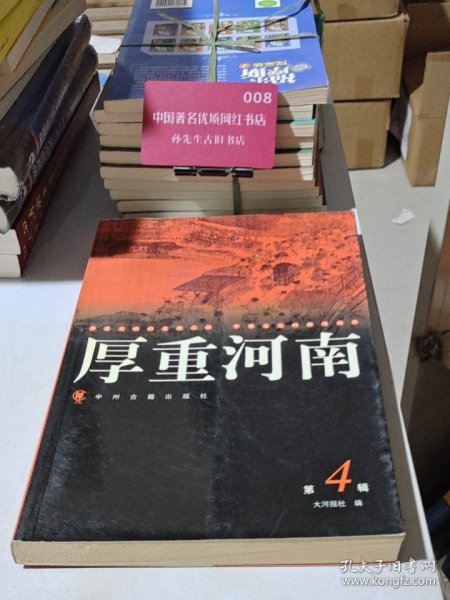 008
中国著名优质网红书店
孙先生古旧书店
厚重河南
中州古籍出版社
第4辑
大河报社 编
孔夫子旧书网
www.kongfz.com